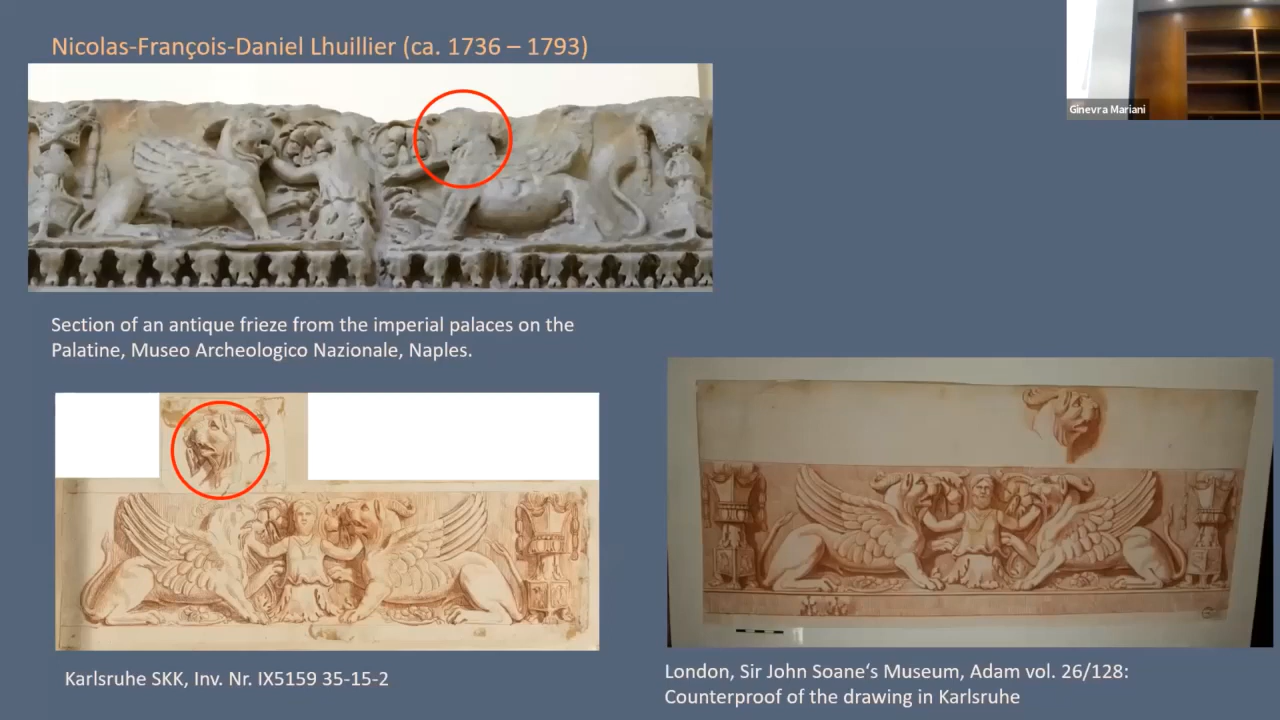 Nicolas-François-Daniel Lhuillier (ca. 1736 – 1793)
Ginevra Mariani
Section of an antique frieze from the imperial palaces on the
Palatine, Museo Archeologico Nazionale, Naples.
Karlsruhe SKK, Inv. Nr. IX5159 35-15-2
London, Sir John Soane‘s Museum, Adam vol. 26/128:
Counterproof of the drawing in Karlsruhe